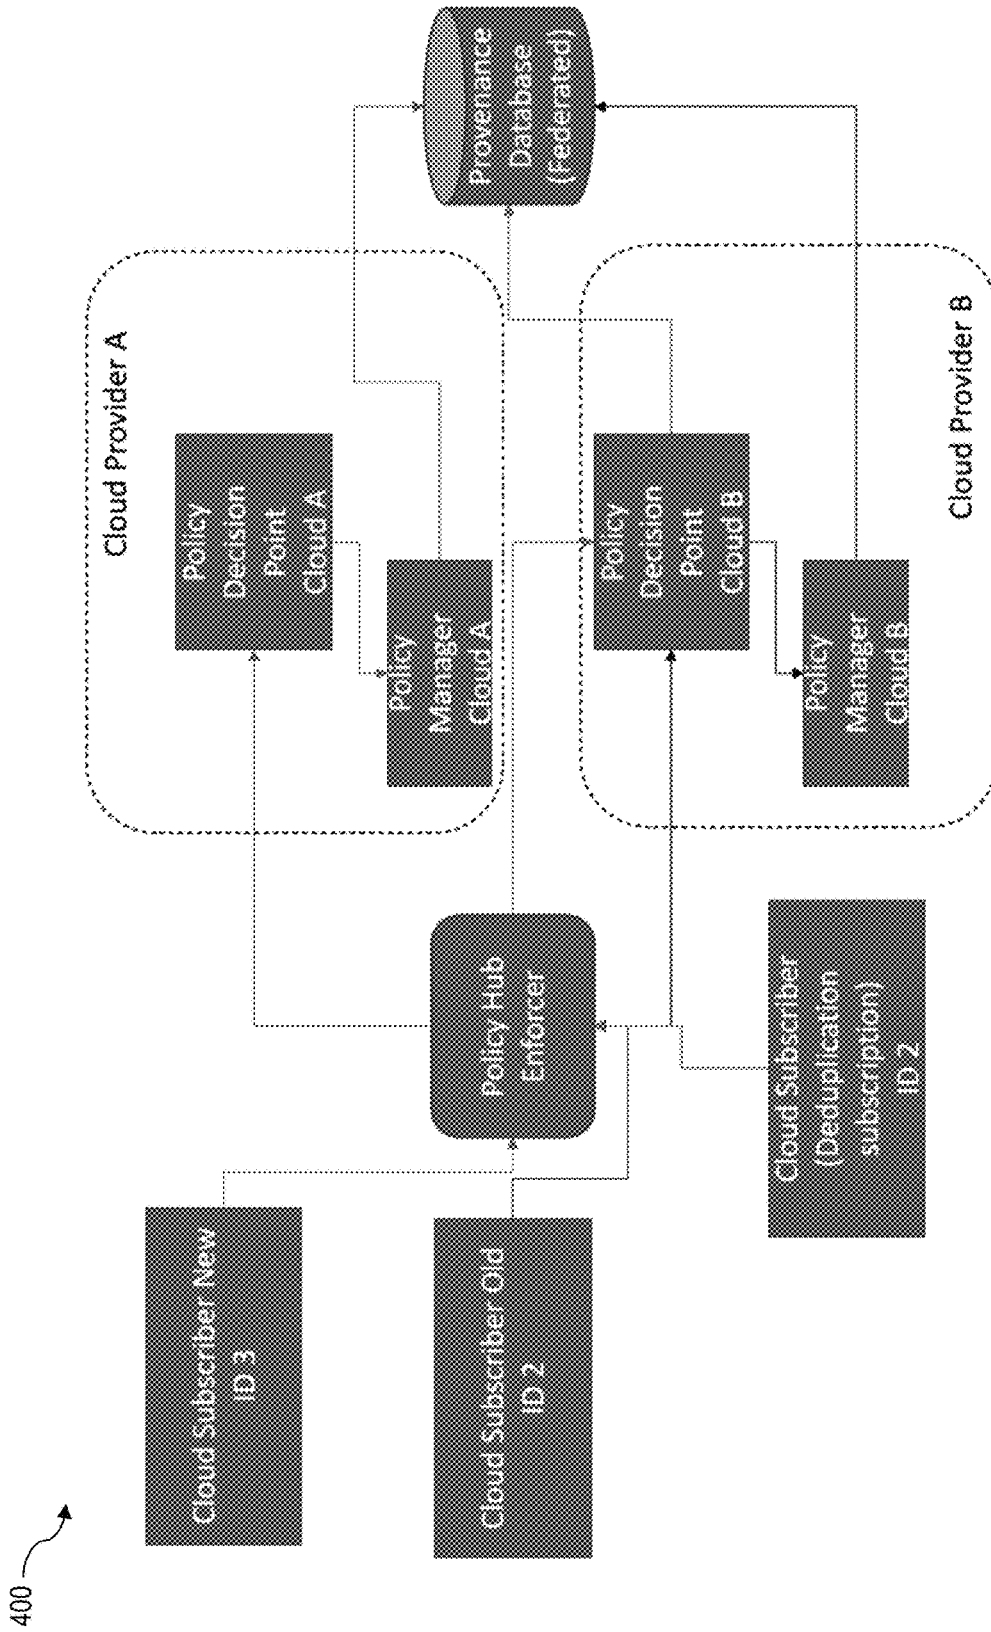 400
Cloud Subscriber New
ID 3
Cloud Subscriber Old
ID 2
Cloud Subscriber
(Deduplication
subscription)
ID 2
Policy Hub
Enforcer
Cloud Provider A
Policy
Decision
Point
Cloud A
Policy
Manager
Cloud A
Policy
Decision
Point
Cloud B
Policy
Manager
Cloud B
Cloud Provider B
Provenance
Database
(Federated)